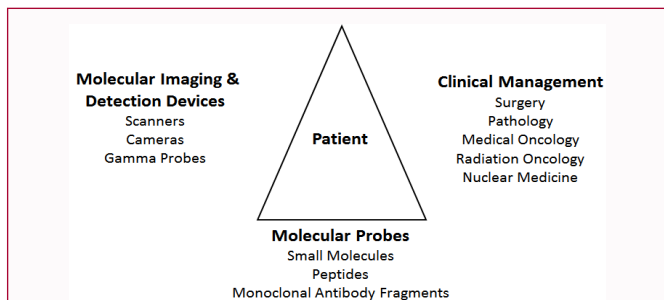 Molecular Imaging &
Detection Devices
Scanners
Cameras
Gamma Probes
Patient
Clinical Management
Surgery
Pathology
Medical Oncology
Radiation Oncology
Nuclear Medicine
Molecular Probes
Small Molecules
Peptides
Monoclonal Antibody Fragments